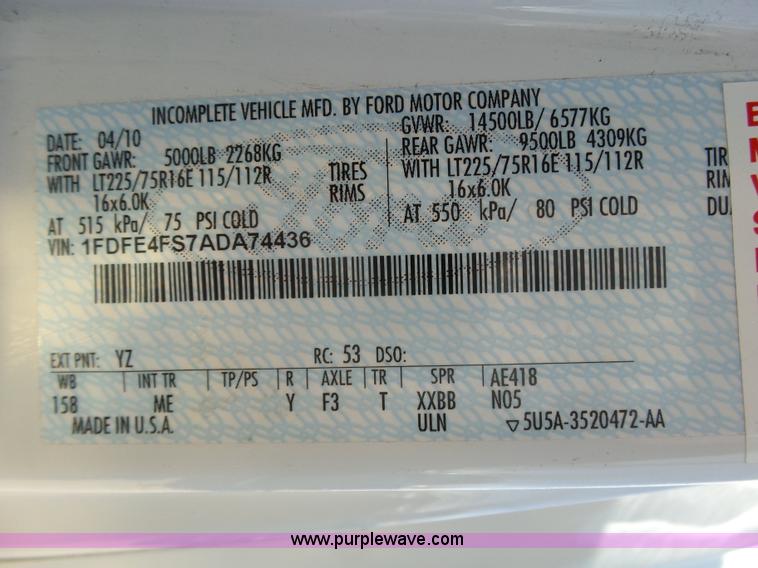 INCOMPLETE VEHICLE MFD. BY FORD MOTOR COMPANY
DATE: 04/10 GVWR: 14500LB/ 6577KG
FRONT GAWR: 5000LB 2268KG REAR GAWR: 9500LB 4309KG
WITH LT225/75R16E 115/112R TIRES WITH LT225/75R16E 115/112R
16x6.0K RIMS 16x6.0K
AT 515 kPa/ 75 PSI COLD AT 550 kPa/ 80 PSI COLD
VIN: 1FDFE4FS7ADA74436
EXT PNT: YZ RC: 53 DSO:
WB INT TR TP/PS R AXLE TR SPR AE418
158 ME Y F3 T XXBB N05
MADE IN U.S.A. ULN ▽5U5A-3520472-AA
www.purplewave.com